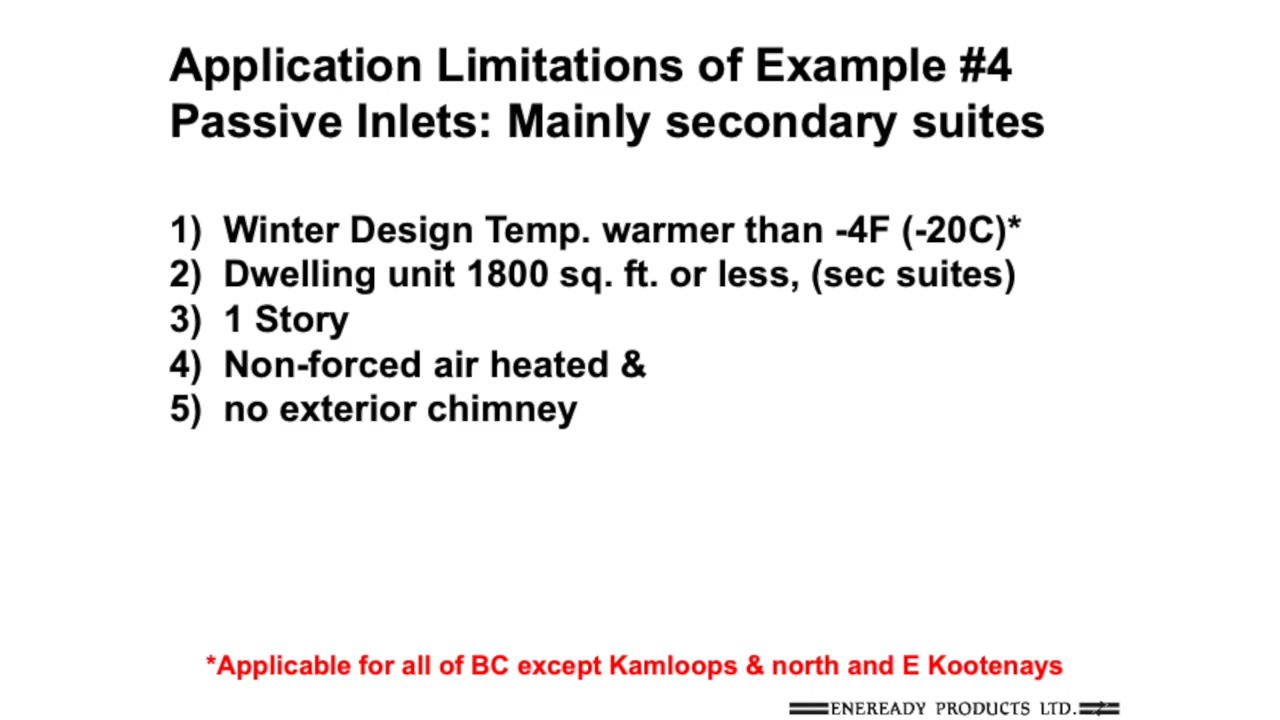 Application Limitations of Example #4
Passive Inlets: Mainly secondary suites
1) Winter Design Temp. warmer than -4F (-20C)*
2) Dwelling unit 1800 sq. ft. or less, (sec suites)
3) 1 Story
4) Non-forced air heated &
5) no exterior chimney
*Applicable for all of BC except Kamloops & north and E Kootenays
ENEREADY PRODUCTS LTD.